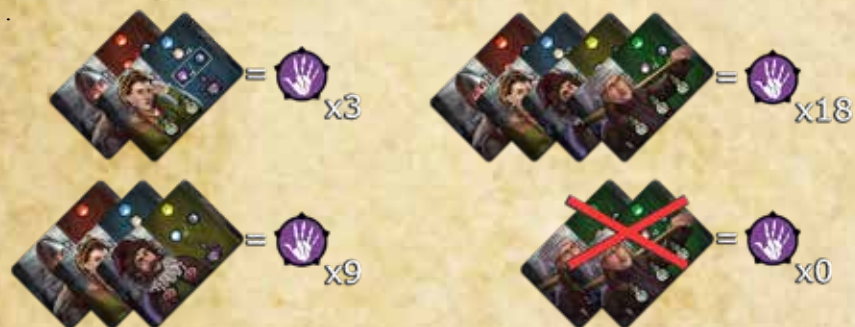 .
= x3
= x18
= x9
= x0